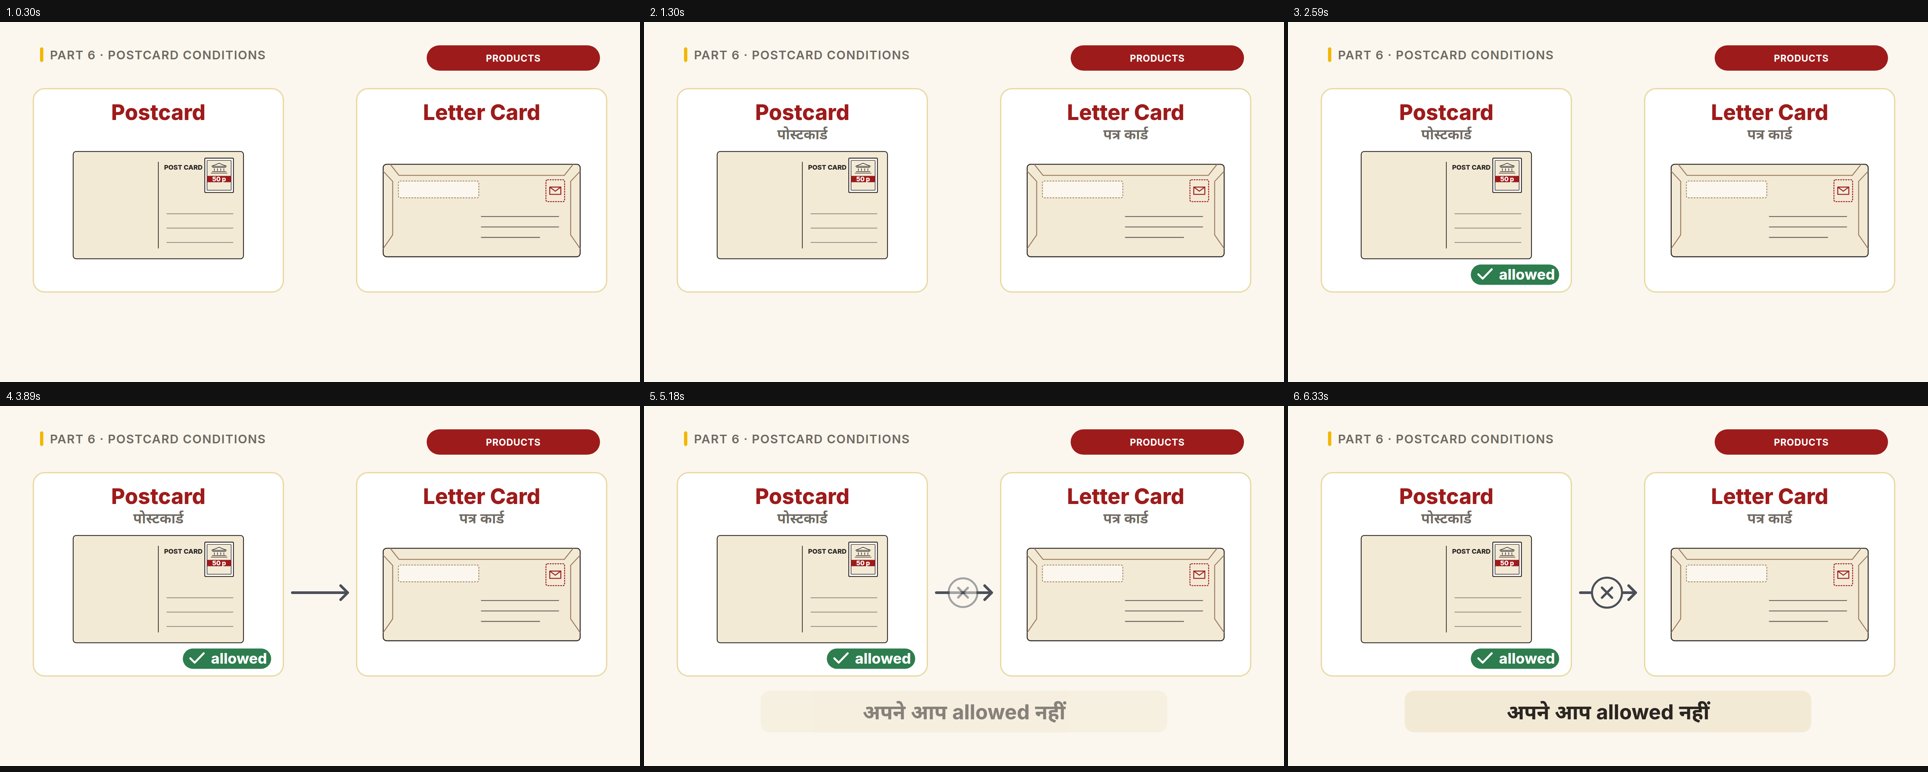 1. 0.30s
PART 6 · POSTCARD CONDITIONS
PRODUCTS
Postcard
POST CARD
50 p
Letter Card
2. 1.30s
PART 6 · POSTCARD CONDITIONS
PRODUCTS
Postcard
पोस्टकार्ड
POST CARD
50 p
Letter Card
पत्र कार्ड
3. 2.59s
PART 6 · POSTCARD CONDITIONS
PRODUCTS
Postcard
पोस्टकार्ड
POST CARD
50 p
allowed
Letter Card
पत्र कार्ड
4. 3.89s
PART 6 · POSTCARD CONDITIONS
PRODUCTS
Postcard
पोस्टकार्ड
POST CARD
50 p
allowed
Letter Card
पत्र कार्ड
5. 5.18s
PART 6 · POSTCARD CONDITIONS
PRODUCTS
Postcard
पोस्टकार्ड
POST CARD
50 p
allowed
Letter Card
पत्र कार्ड
अपने आप allowed नहीं
6. 6.33s
PART 6 · POSTCARD CONDITIONS
PRODUCTS
Postcard
पोस्टकार्ड
POST CARD
50 p
allowed
Letter Card
पत्र कार्ड
अपने आप allowed नहीं